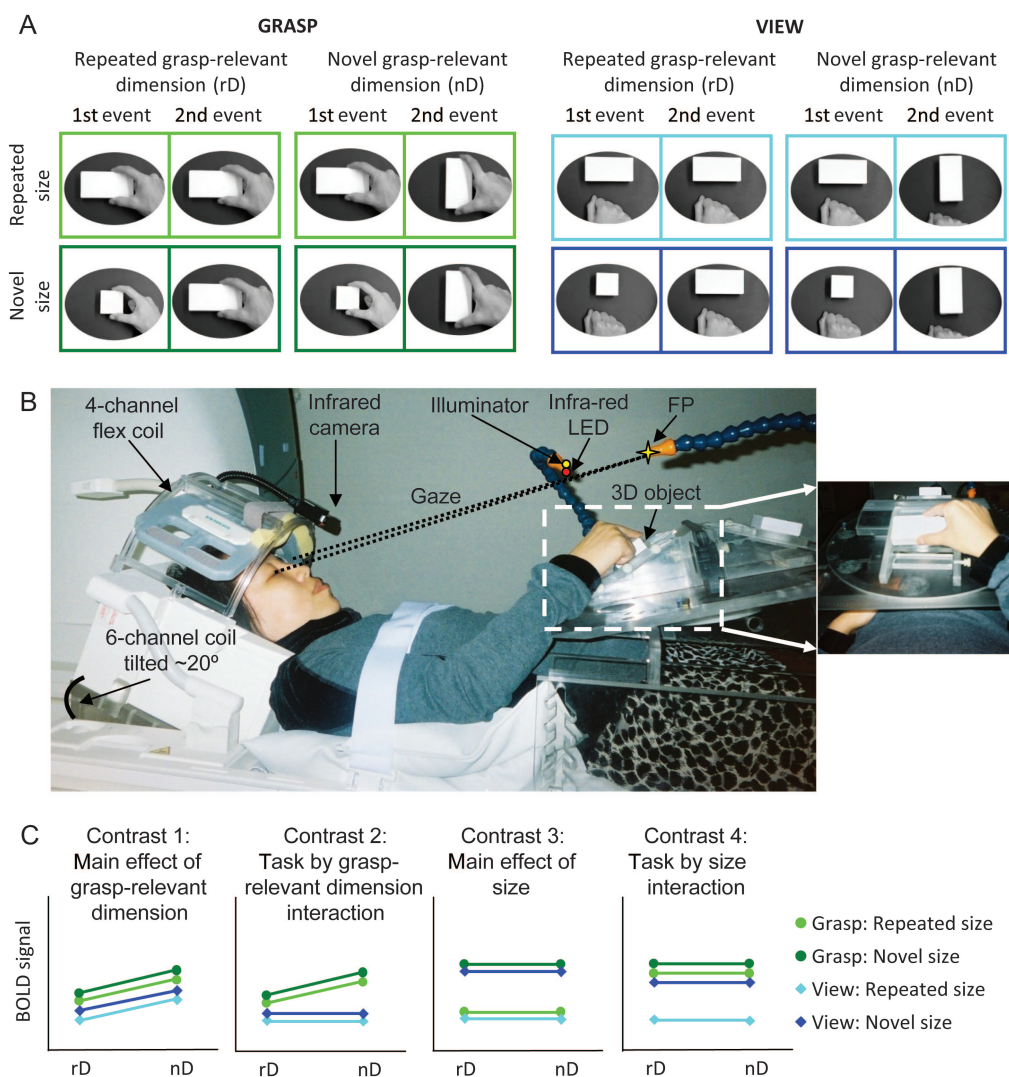 A
GRASP
VIEW
Repeated grasp-relevant
dimension (rD)
Novel grasp-relevant
dimension (nD)
Repeated grasp-relevant
dimension (rD)
Novel grasp-relevant
dimension (nD)
1st event
2nd event
1st event
2nd event
1st event
2nd event
1st event
2nd event
Repeated
size
Novel
size
B
4-channel
flex coil
Infrared
camera
Illuminator
Infra-red
LED
FP
Gaze
3D object
6-channel coil
tilted ~20º
C
Contrast 1:
Main effect of
grasp-relevant
dimension
Contrast 2:
Task by grasp-
relevant dimension
interaction
Contrast 3:
Main effect of
size
Contrast 4:
Task by size
interaction
BOLD signal
rD
nD
rD
nD
rD
nD
rD
nD
Grasp: Repeated size
Grasp: Novel size
View: Repeated size
View: Novel size